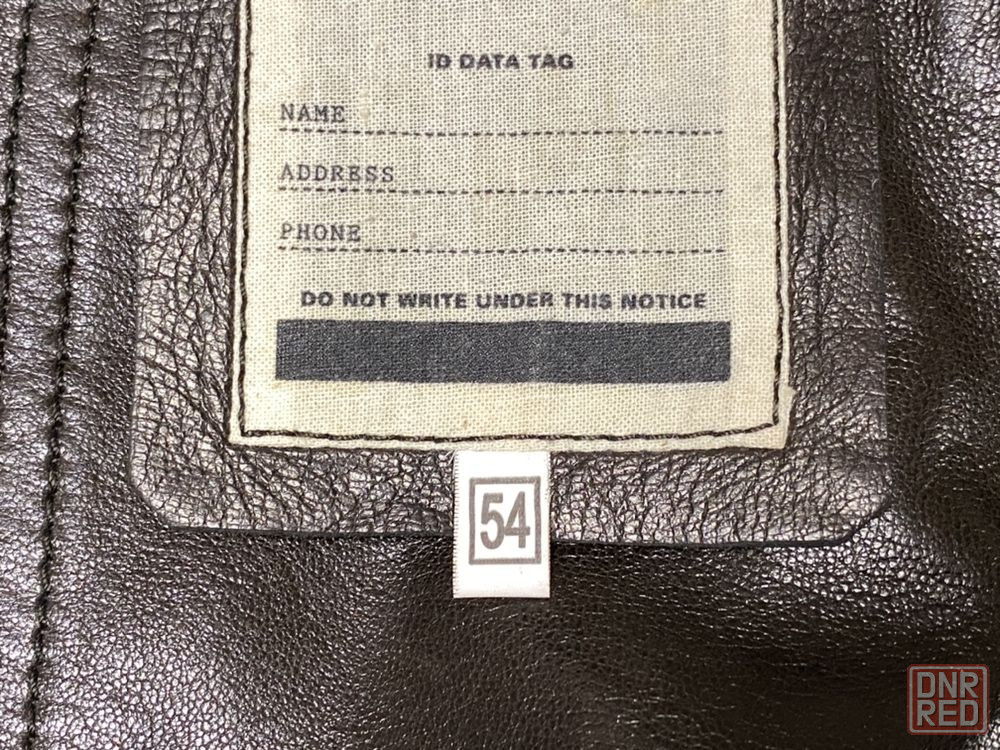 ID DATA TAG
NAME
ADDRESS
PHONE
DO NOT WRITE UNDER THIS NOTICE
54
DNR
RED